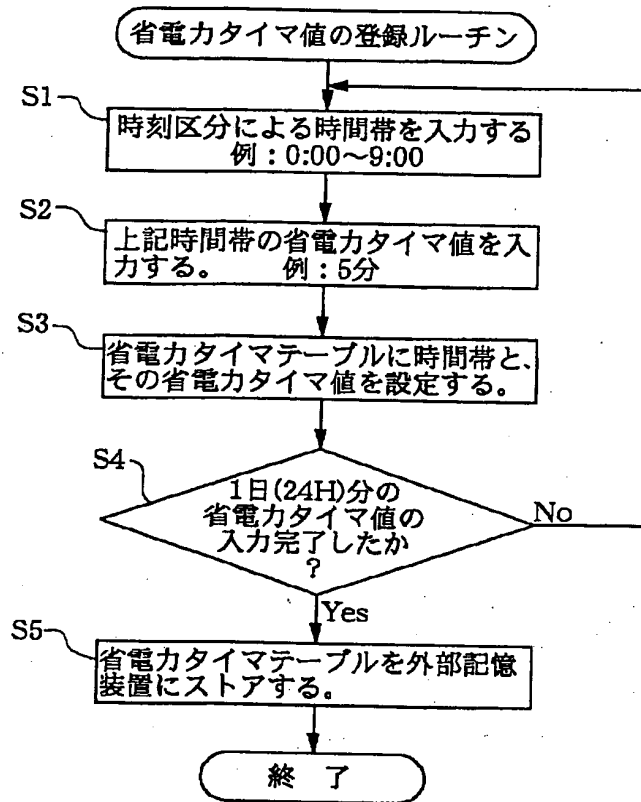 省電力タイマ値の登録ルーチン
S1
時刻区分による時間帯を入力する
例：0:00～9:00
S2
上記時間帯の省電力タイマ値を入
力する。　例：5分
S3
省電力タイマテーブルに時間帯と、
その省電力タイマ値を設定する。
S4
1日(24H)分の
省電力タイマ値の
入力完了したか
？
No
Yes
S5
省電力タイマテーブルを外部記憶
装置にストアする。
終　了